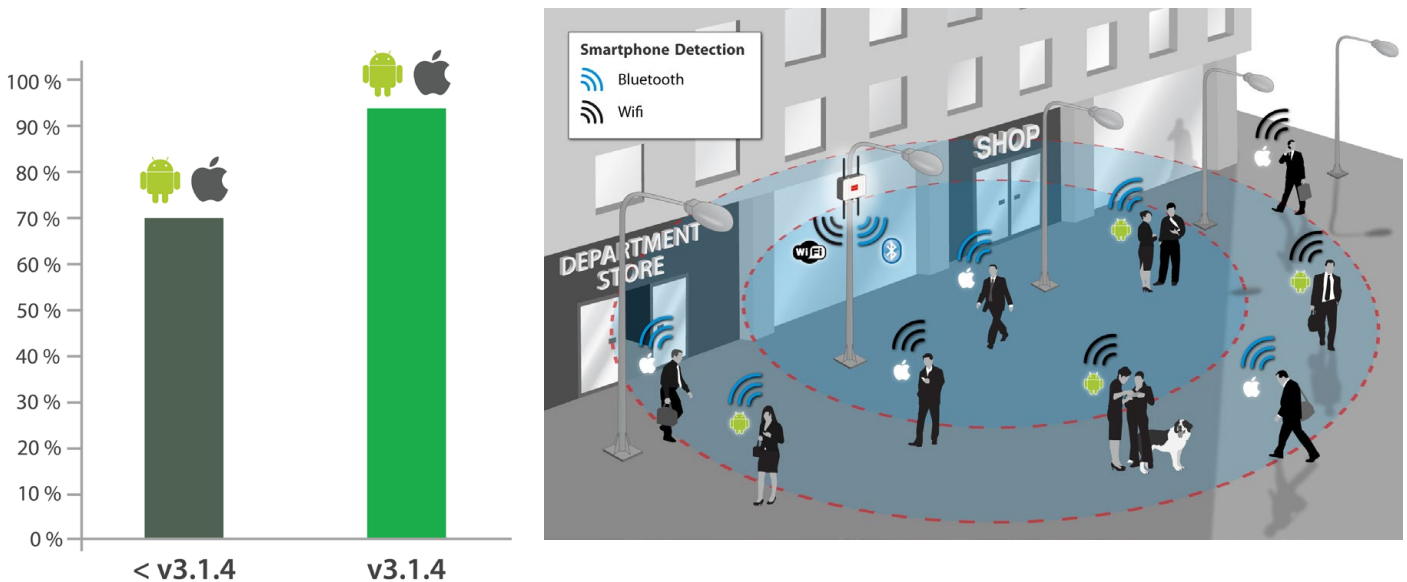 100 %
90 %
80 %
70 %
60 %
50 %
40 %
30 %
20 %
10 %
0 %
< v3.1.4
v3.1.4
Smartphone Detection
Bluetooth
Wifi
SHOP
DEPARTMENT
STORE
WiFi